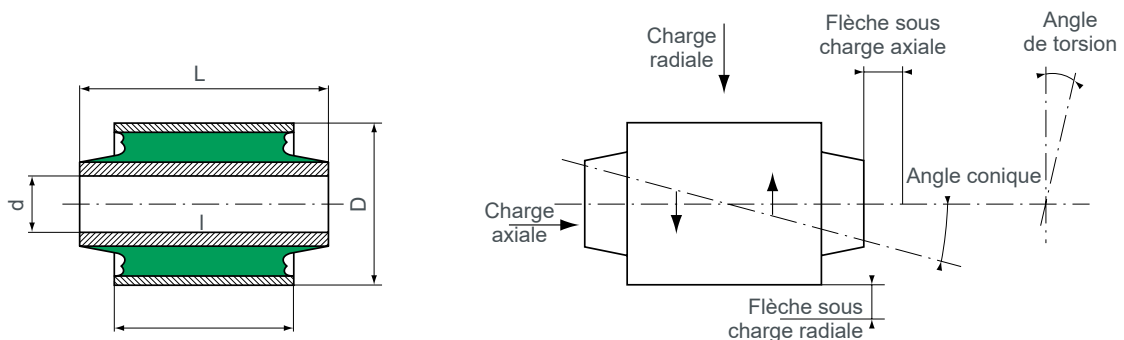 L
d
l
D
Charge
radiale
Flèche sous
charge axiale
Angle
de torsion
Charge
axiale
Angle conique
Flèche sous
charge radiale